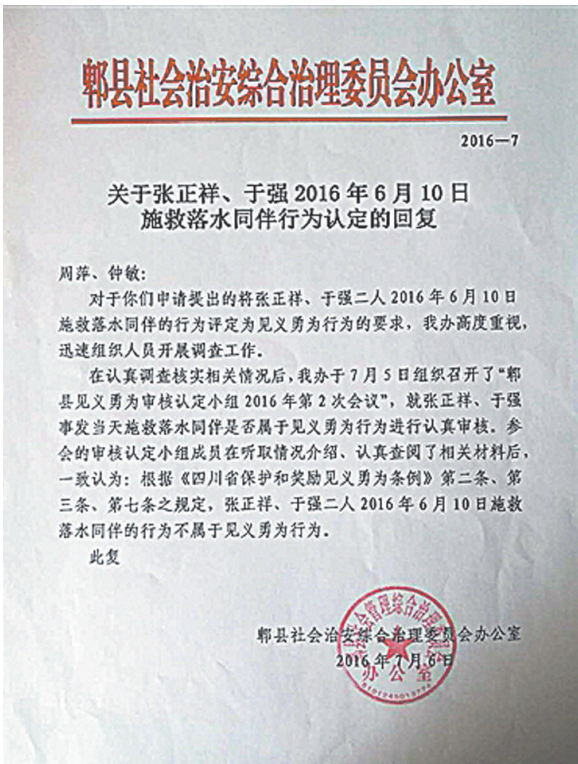 郫县社会治安综合治理委员会办公室
2016—7
关于张正祥、于强2016年6月10日
施救落水同伴行为认定的回复
周萍、钟敏：
对于你们申请提出的将张正祥、于强二人2016年6月10日
施救落水同伴的行为评定为见义勇为行为的要求，我办高度重视，
迅速组织人员开展调查工作。
在认真调查核实相关情况后，我办于7月5日组织召开了“郫
县见义勇为审核认定小组2016年第2次会议”，就张正祥、于强
事发当天施救落水同伴是否属于见义勇为行为进行认真审核。参
会的审核认定小组成员在听取情况介绍、认真查阅了相关材料后，
一致认为：根据《四川省保护和奖励见义勇为条例》第二条、第
三条、第七条之规定，张正祥、于强二人2016年6月10日施救
落水同伴的行为不属于见义勇为行为。
此复
郫县社会治安综合治理委员会办公室
2016年7月6日
办公室